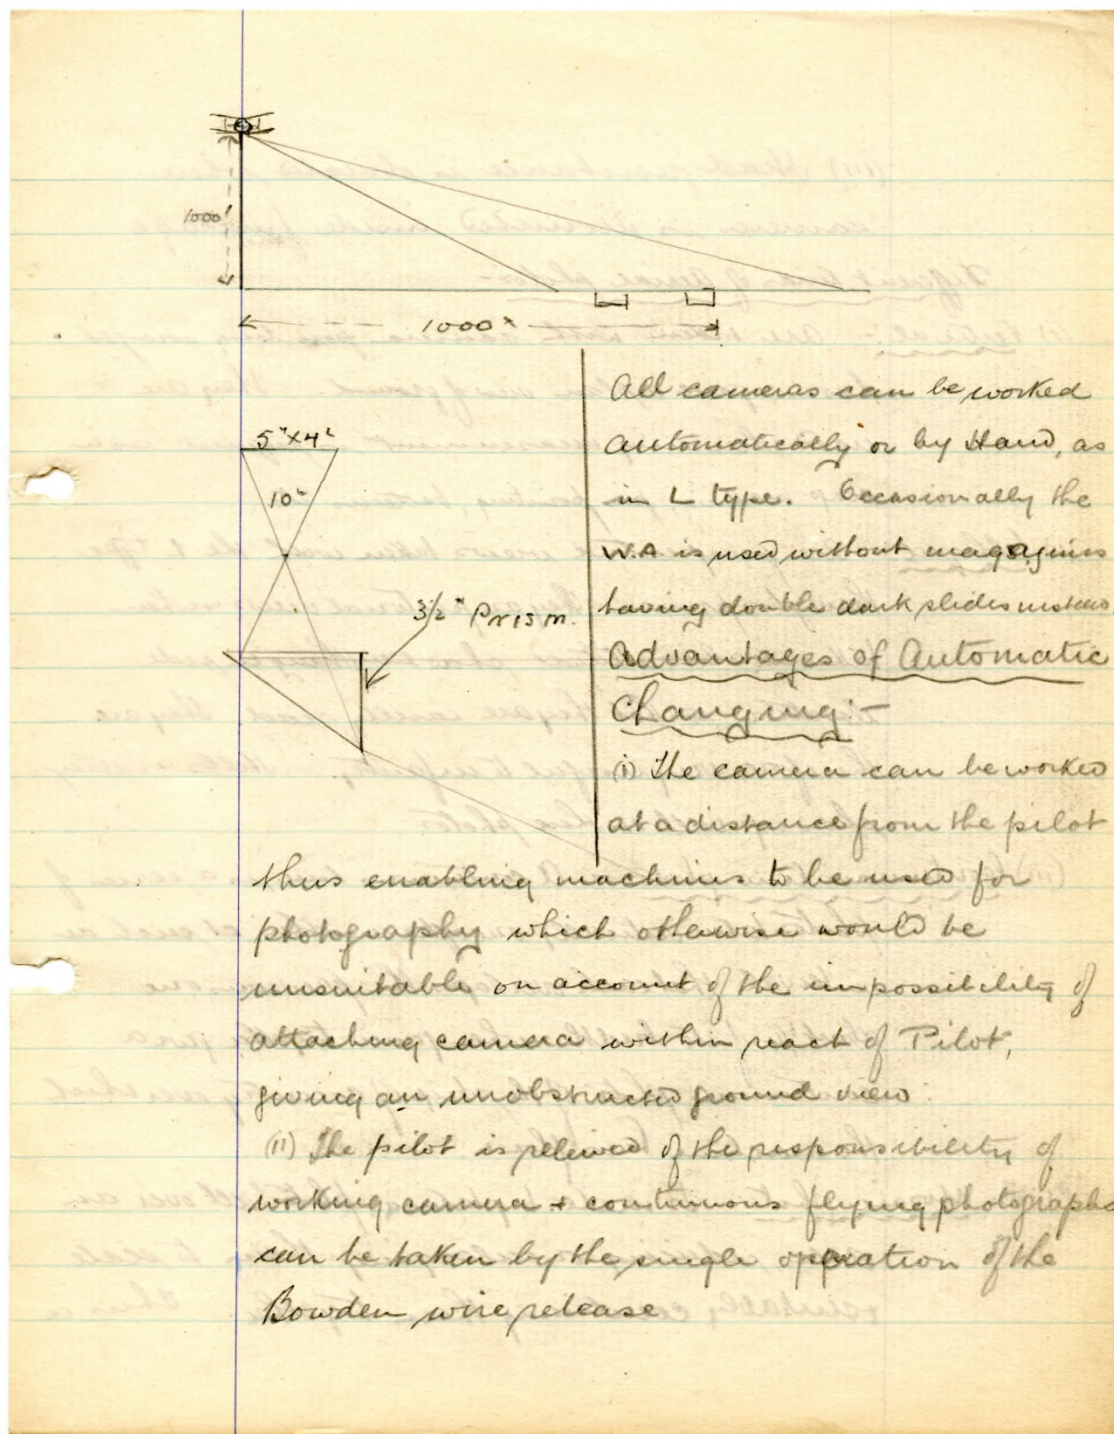 1000'
1000ˣ
5"X4"
10"
3½" Prism.
All cameras can be worked
automatically or by Hand, as
in L type. Occasionally the
W.A is used without magazines
having double dark slides instead.
Advantages of Automatic
Changing:-
(i) The camera can be worked
at a distance from the pilot
thus enabling machines to be used for
photography which otherwise would be
unsuitable on account of the impossibility of
attaching camera within reach of Pilot,
giving an unobstructed ground view.
(ii) The pilot is relieved of the responsibility of
working camera + continuous flying photographs
can be taken by the single operation of the
Bowden wire release